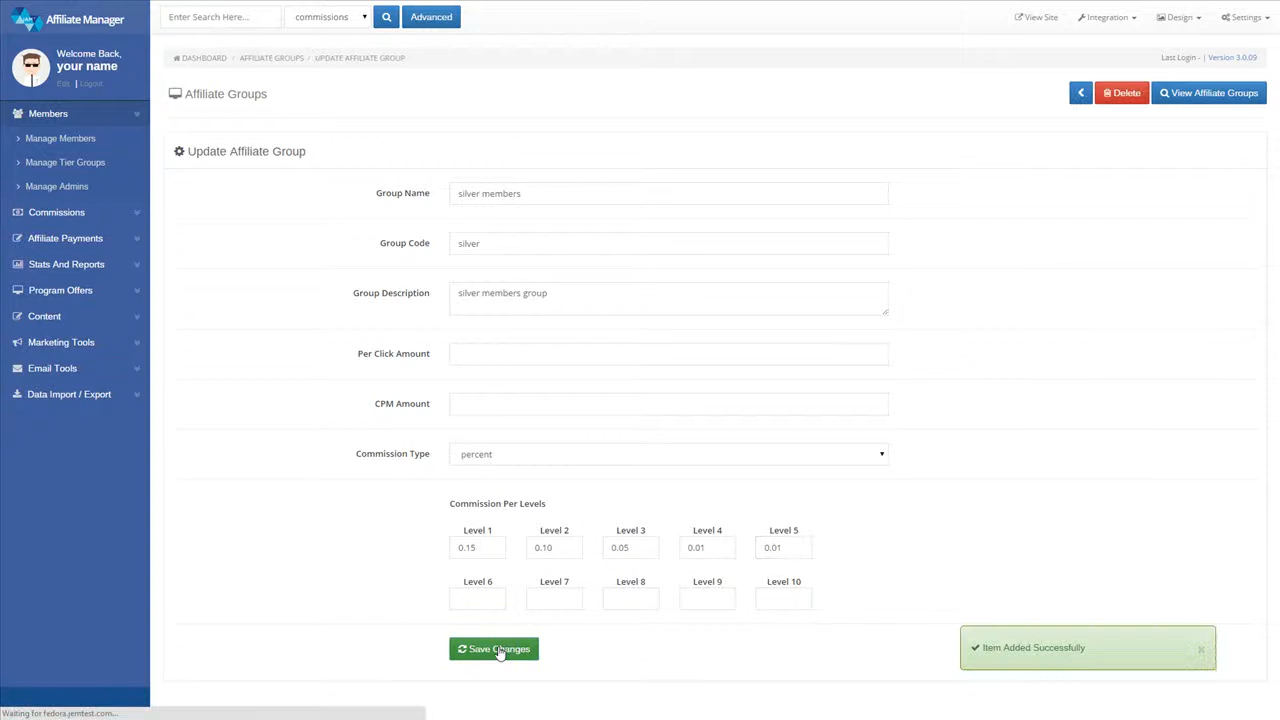 JAM Affiliate Manager
Enter Search Here...
commissions
Advanced
View Site
Integration
Design
Settings
Welcome Back,
your name
Edit | Logout
DASHBOARD / AFFILIATE GROUPS / UPDATE AFFILIATE GROUP
Last Login - | Version 3.0.09
Affiliate Groups
Delete
View Affiliate Groups
Members
Manage Members
Manage Tier Groups
Manage Admins
Commissions
Affiliate Payments
Stats And Reports
Program Offers
Content
Marketing Tools
Email Tools
Data Import / Export
Update Affiliate Group
Group Name
silver members
Group Code
silver
Group Description
silver members group
Per Click Amount
CPM Amount
Commission Type
percent
Commission Per Levels
Level 1 Level 2 Level 3 Level 4 Level 5
0.15 0.10 0.05 0.01 0.01
Level 6 Level 7 Level 8 Level 9 Level 10
Save Changes
Item Added Successfully
Waiting for fedora.jemtest.com...